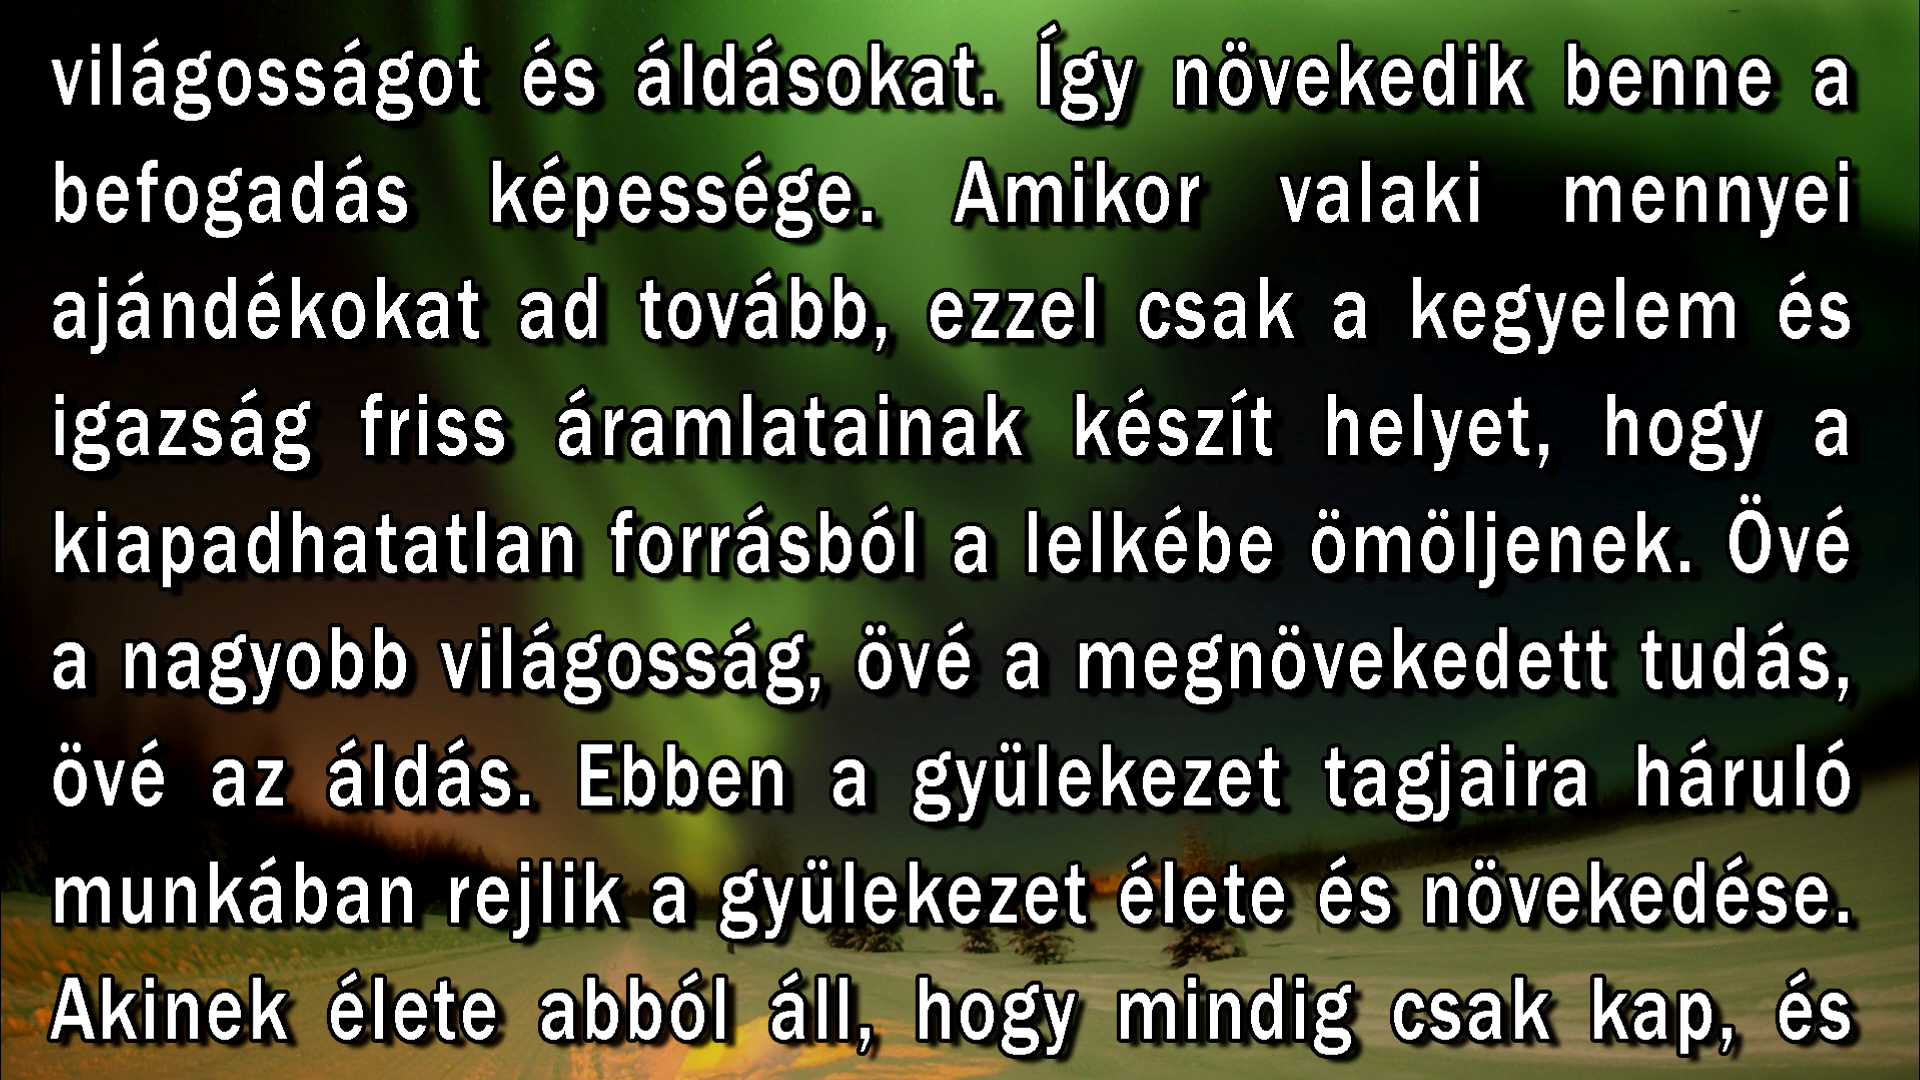 világosságot és áldásokat. Így növekedik benne a
befogadás képessége. Amikor valaki mennyei
ajándékokat ad tovább, ezzel csak a kegyelem és
igazság friss áramlatainak készít helyet, hogy a
kiapadhatatlan forrásból a lelkébe ömöljenek. Övé
a nagyobb világosság, övé a megnövekedett tudás,
övé az áldás. Ebben a gyülekezet tagjaira háruló
munkában rejlik a gyülekezet élete és növekedése.
Akinek élete abból áll, hogy mindig csak kap, és